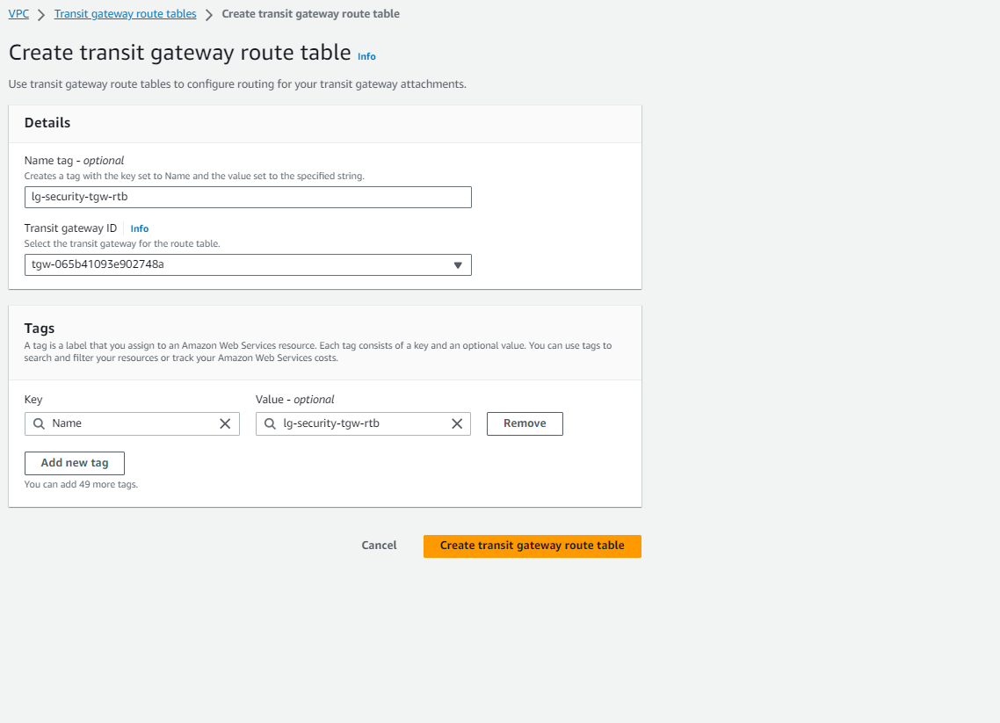 VPC > Transit gateway route tables > Create transit gateway route table
Create transit gateway route table Info
Use transit gateway route tables to configure routing for your transit gateway attachments.
Details
Name tag - optional
Creates a tag with the key set to Name and the value set to the specified string.
lg-security-tgw-rtb
Transit gateway ID Info
Select the transit gateway for the route table.
tgw-065b41093e902748a
Tags
A tag is a label that you assign to an Amazon Web Services resource. Each tag consists of a key and an optional value. You can use tags to
search and filter your resources or track your Amazon Web Services costs.
Key Value - optional
Name lg-security-tgw-rtb Remove
Add new tag
You can add 49 more tags.
Cancel Create transit gateway route table